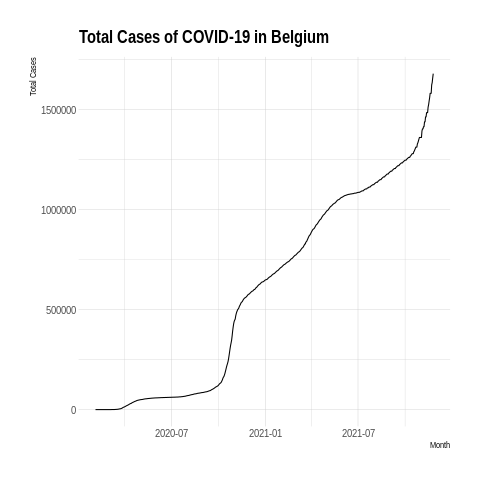 Total Cases of COVID-19 in Belgium
Total Cases
1500000
1000000
500000
0
2020-07 2021-01 2021-07
Month